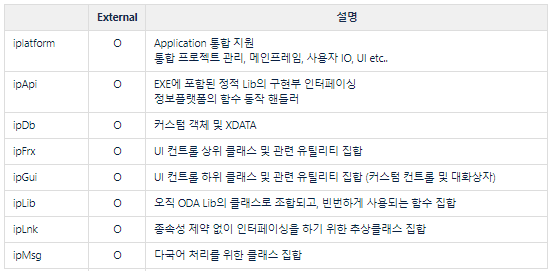 External 설명
iplatform O Application 통합 지원
통합 프로젝트 관리, 메인프레임, 사용자 IO, UI etc..
ipApi O EXE에 포함된 정적 Lib의 구현부 인터페이싱
정보플랫폼의 함수 동작 핸들러
ipDb O 커스텀 객체 및 XDATA
ipFrx O UI 컨트롤 상위 클래스 및 관련 유틸리티 집합
ipGui O UI 컨트롤 하위 클래스 및 관련 유틸리티 집합 (커스텀 컨트롤 및 대화상자)
ipLib O 오직 ODA Lib의 클래스로 조합되고, 빈번하게 사용되는 함수 집합
ipLnk O 종속성 제약 없이 인터페이싱을 하기 위한 추상클래스 집합
ipMsg O 다국어 처리를 위한 클래스 집합